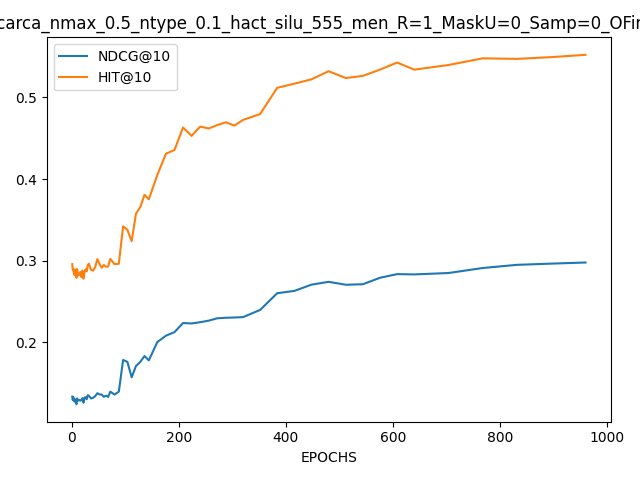 carca_nmax_0.5_ntype_0.1_hact_silu_555_men_R=1_MaskU=0_Samp=0_OFin
NDCG@10
HIT@10
0.5
0.4
0.3
0.2
0 200 400 600 800 1000
EPOCHS